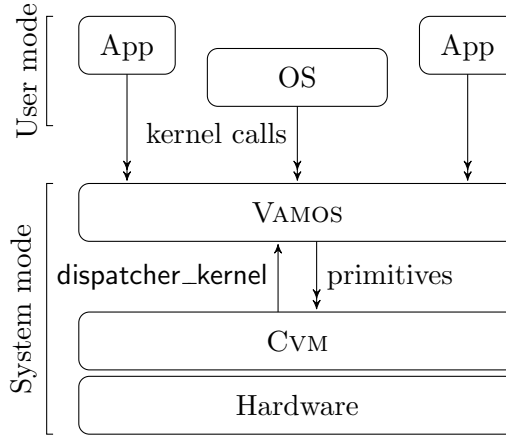 User mode
App
App
OS
kernel calls
System mode
VAMOS
dispatcher_kernel
primitives
CVM
Hardware